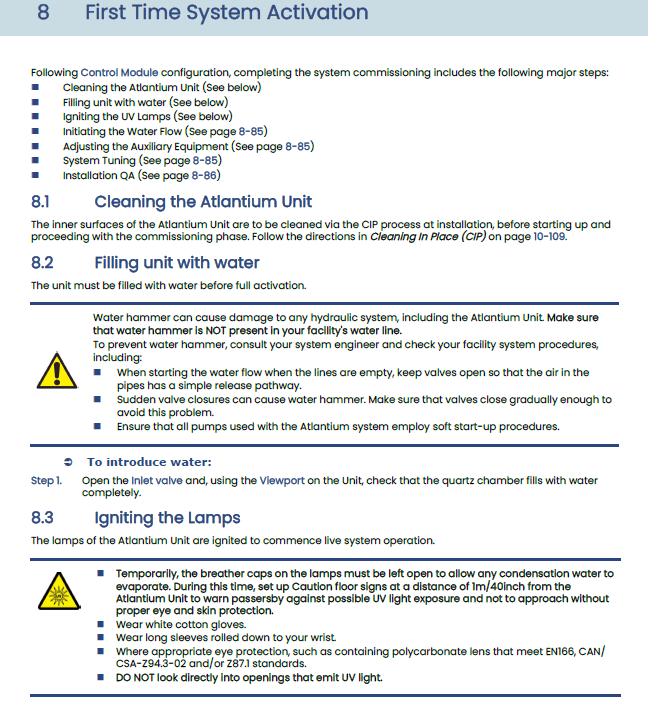 8 First Time System Activation
Following Control Module configuration, completing the system commissioning includes the following major steps:
■ Cleaning the Atlantium Unit (See below)
■ Filling unit with water (See below)
■ Igniting the UV Lamps (See below)
■ Initiating the Water Flow (See page 8-85)
■ Adjusting the Auxiliary Equipment (See page 8-85)
■ System Tuning (See page 8-85)
■ Installation QA (See page 8-86)
8.1 Cleaning the Atlantium Unit
The inner surfaces of the Atlantium Unit are to be cleaned via the CIP process at installation, before starting up and
proceeding with the commissioning phase. Follow the directions in Cleaning In Place (CIP) on page 10-109.
8.2 Filling unit with water
The unit must be filled with water before full activation.
Water hammer can cause damage to any hydraulic system, including the Atlantium Unit. Make sure
that water hammer is NOT present in your facility's water line.
To prevent water hammer, consult your system engineer and check your facility system procedures,
including:
■ When starting the water flow when the lines are empty, keep valves open so that the air in the
pipes has a simple release pathway.
■ Sudden valve closures can cause water hammer. Make sure that valves close gradually enough to
avoid this problem.
■ Ensure that all pumps used with the Atlantium system employ soft start-up procedures.
➲ To introduce water:
Step 1. Open the Inlet valve and, using the Viewport on the Unit, check that the quartz chamber fills with water
completely.
8.3 Igniting the Lamps
The lamps of the Atlantium Unit are ignited to commence live system operation.
■ Temporarily, the breather caps on the lamps must be left open to allow any condensation water to
evaporate. During this time, set up Caution floor signs at a distance of 1m/40inch from the
Atlantium Unit to warn passersby against possible UV light exposure and not to approach without
proper eye and skin protection.
■ Wear white cotton gloves.
■ Wear long sleeves rolled down to your wrist.
■ Where appropriate eye protection, such as containing polycarbonate lens that meet EN166, CAN/
CSA-Z94.3-02 and/or Z87.1 standards.
■ DO NOT look directly into openings that emit UV light.